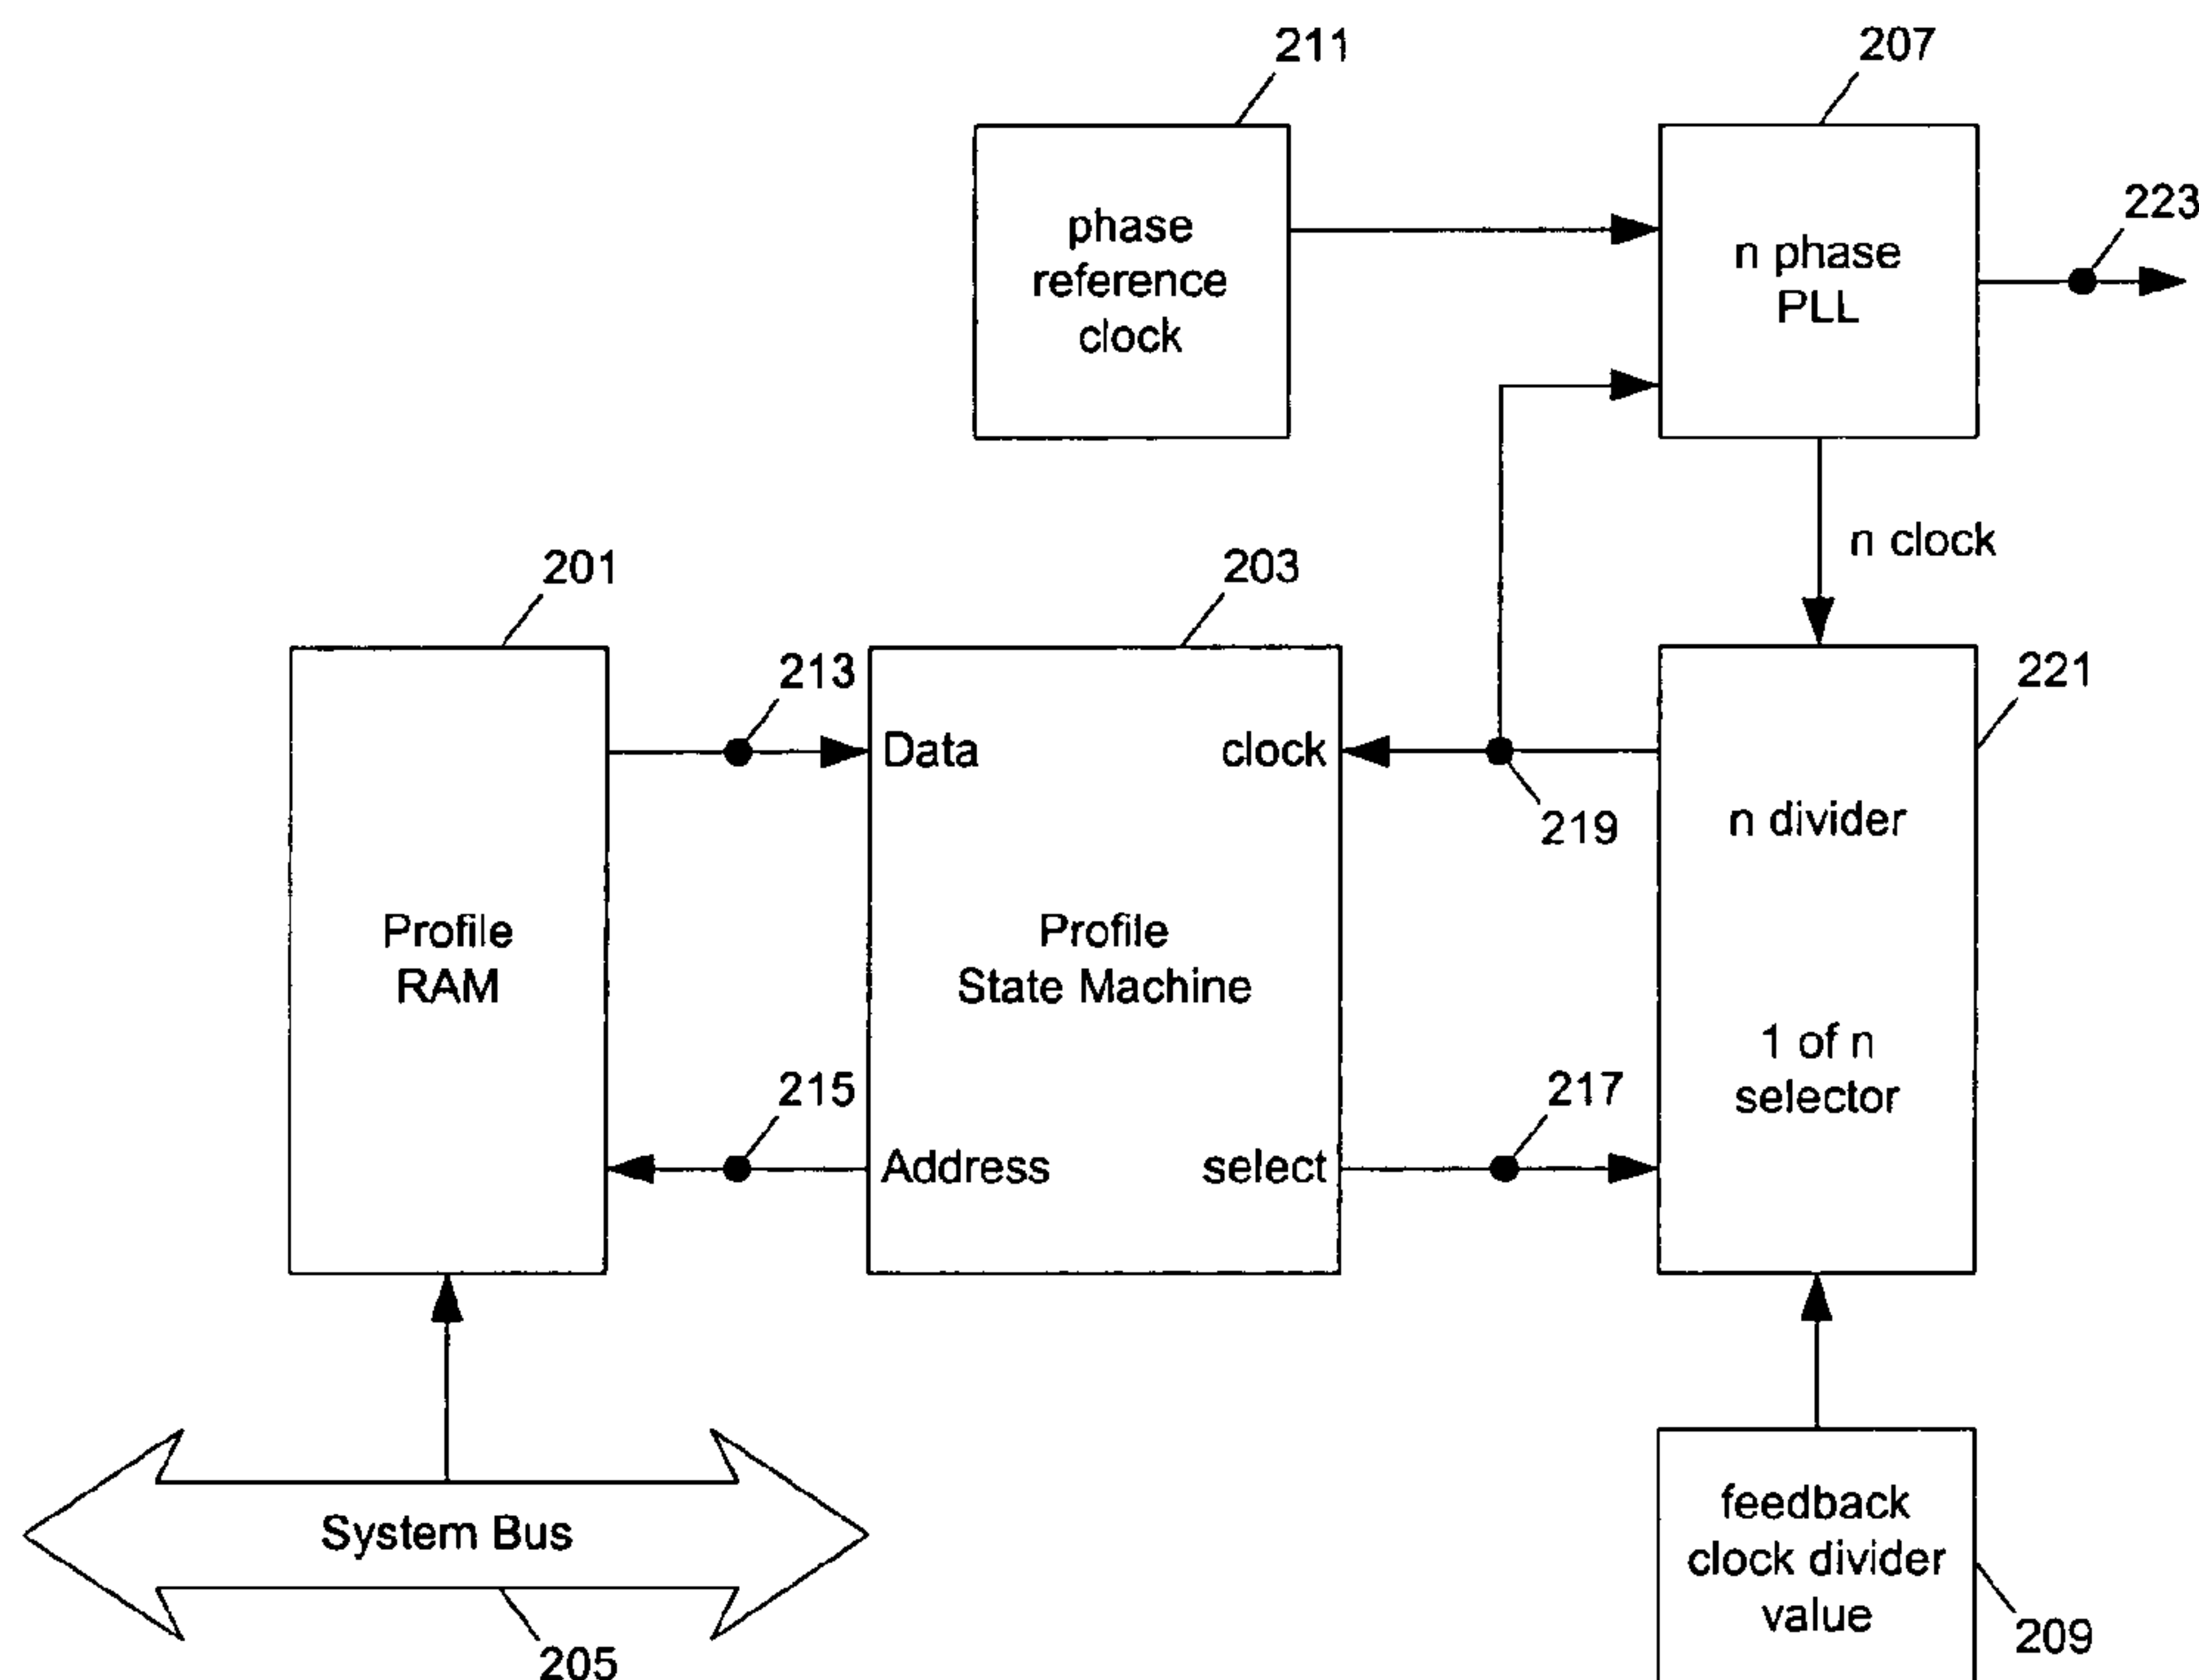 211
207
phase
reference
clock
n phase
PLL
223
n clock
201
203
213
Data
clock
221
219
n divider
Profile
RAM
Profile
State Machine
1 of n
selector
215
217
Address
select
System Bus
205
feedback
clock divider
value
209